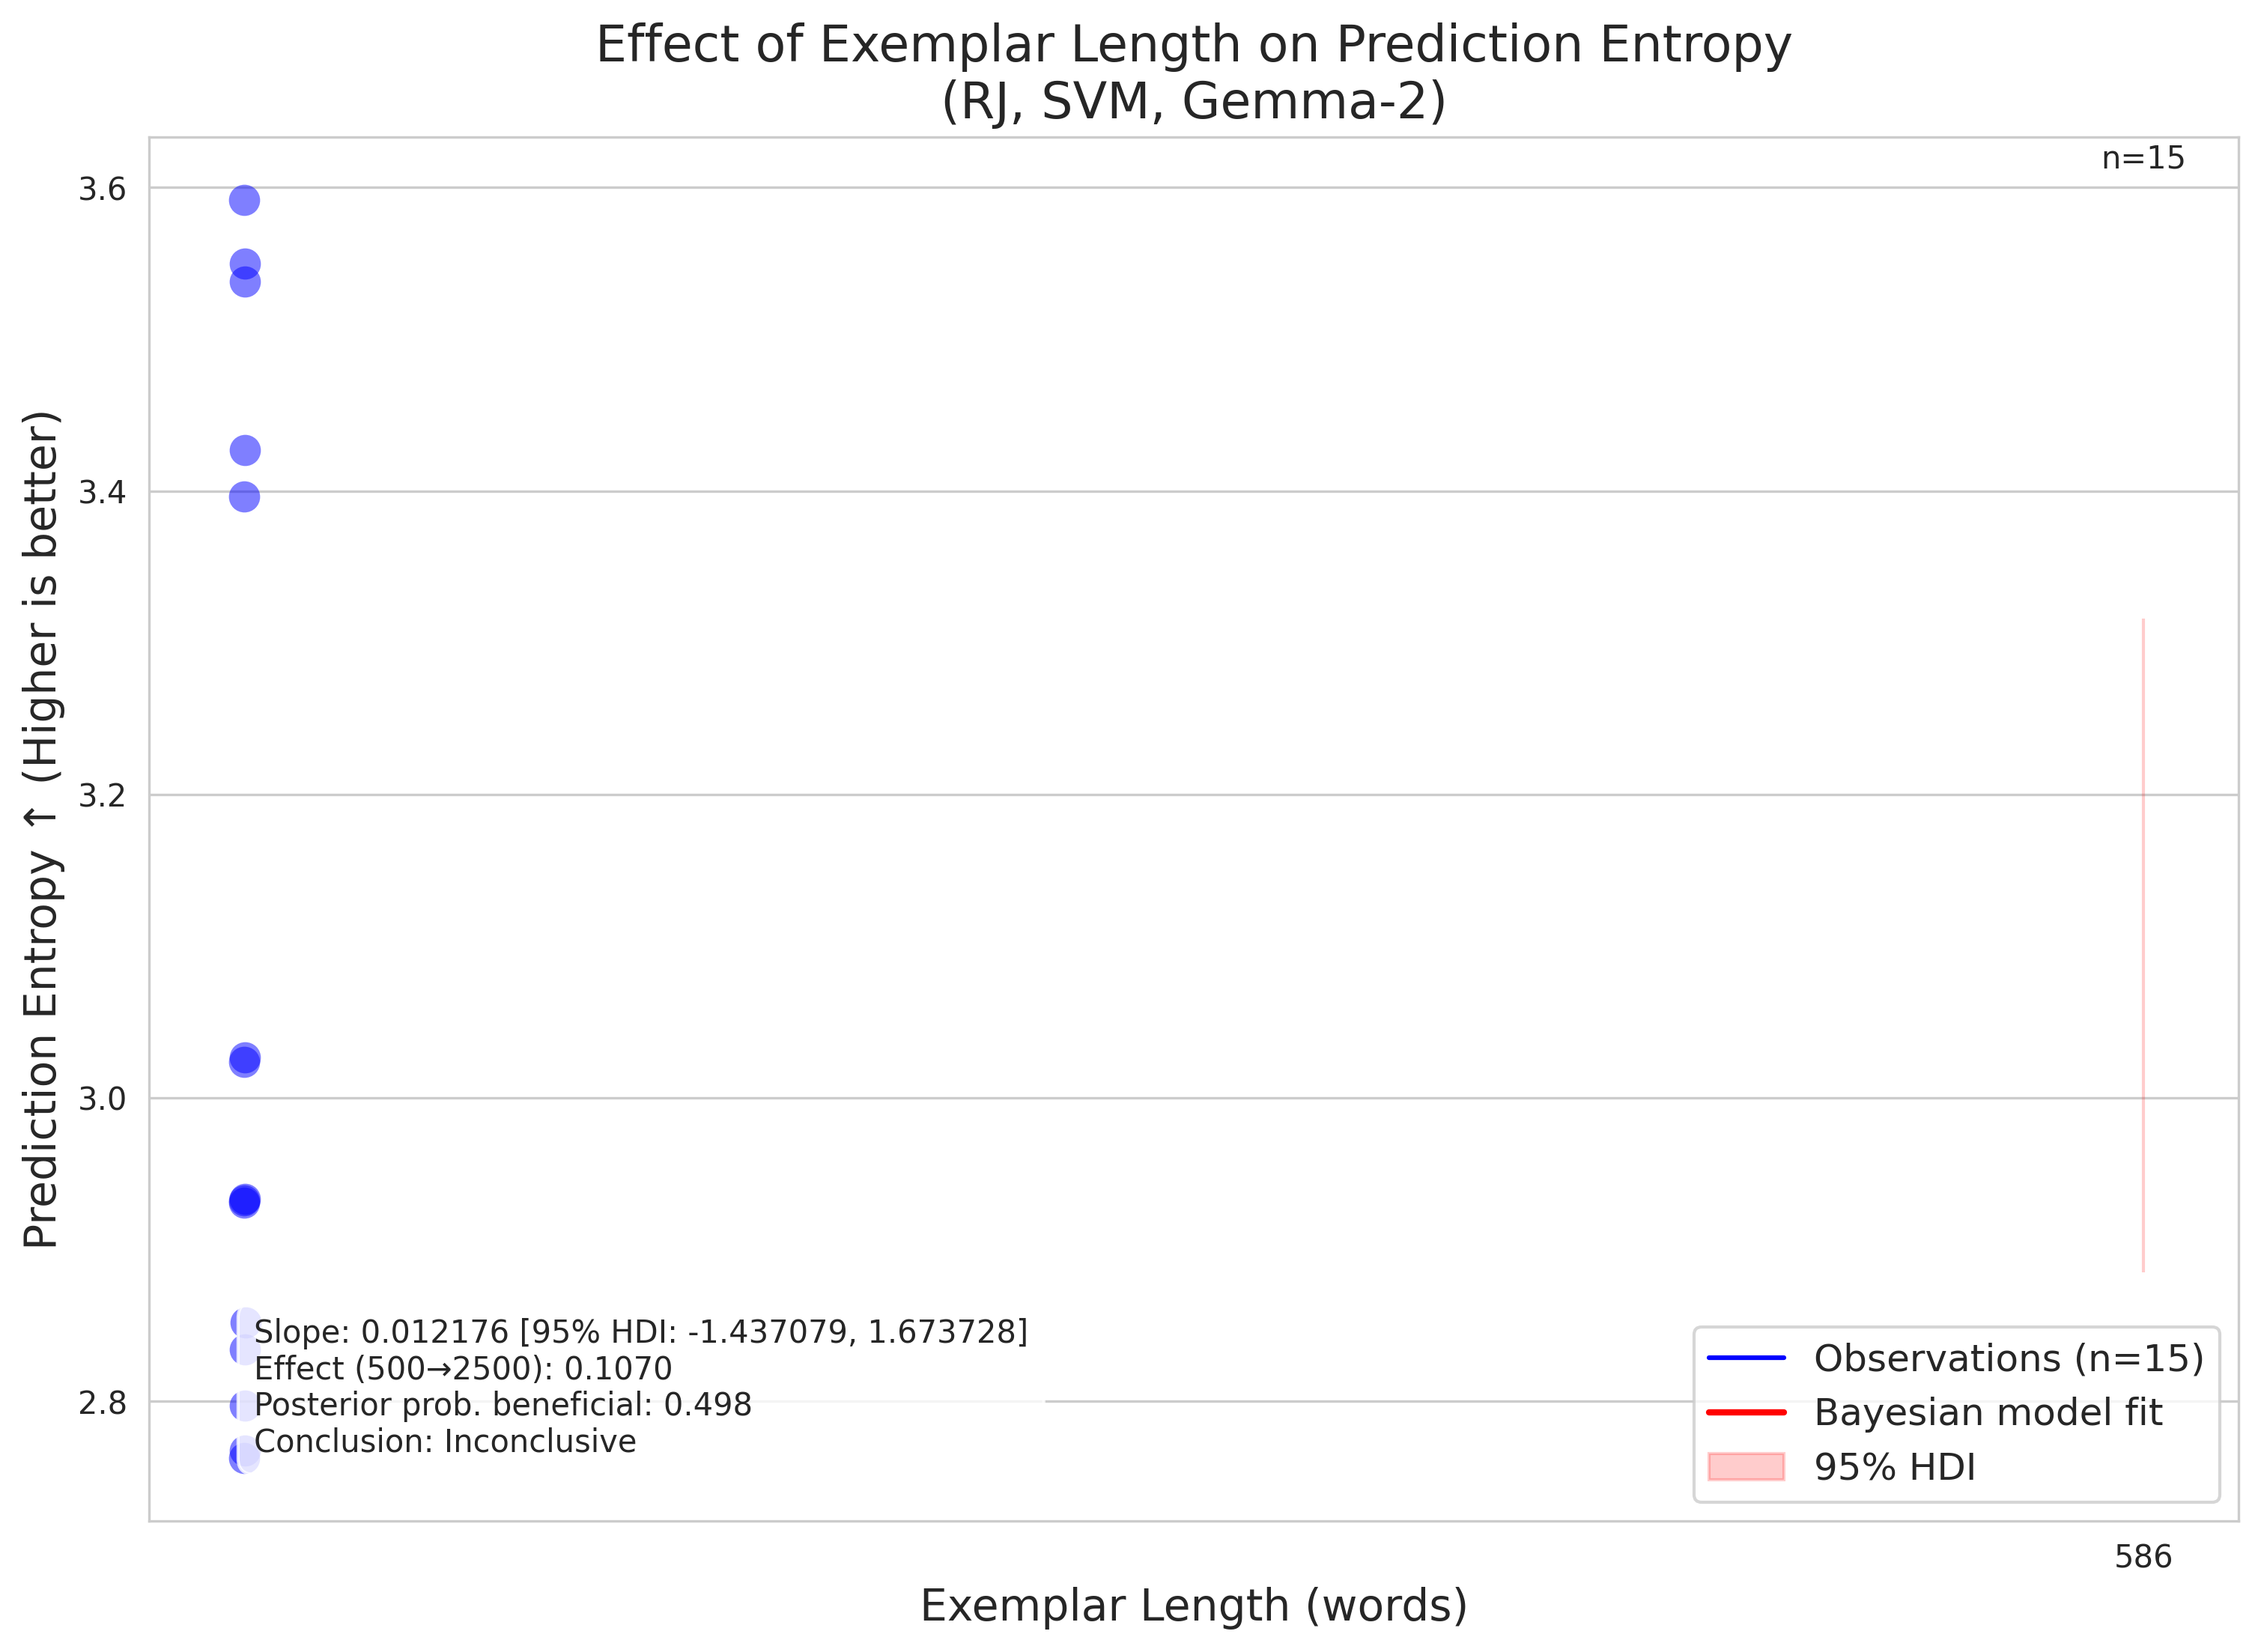 Effect of Exemplar Length on Prediction Entropy
(RJ, SVM, Gemma-2)
n=15
Prediction Entropy ↑ (Higher is better)
3.6
3.4
3.2
3.0
2.8
Slope: 0.012176 [95% HDI: -1.437079, 1.673728]
Effect (500→2500): 0.1070
Posterior prob. beneficial: 0.498
Conclusion: Inconclusive
Observations (n=15)
Bayesian model fit
95% HDI
586
Exemplar Length (words)